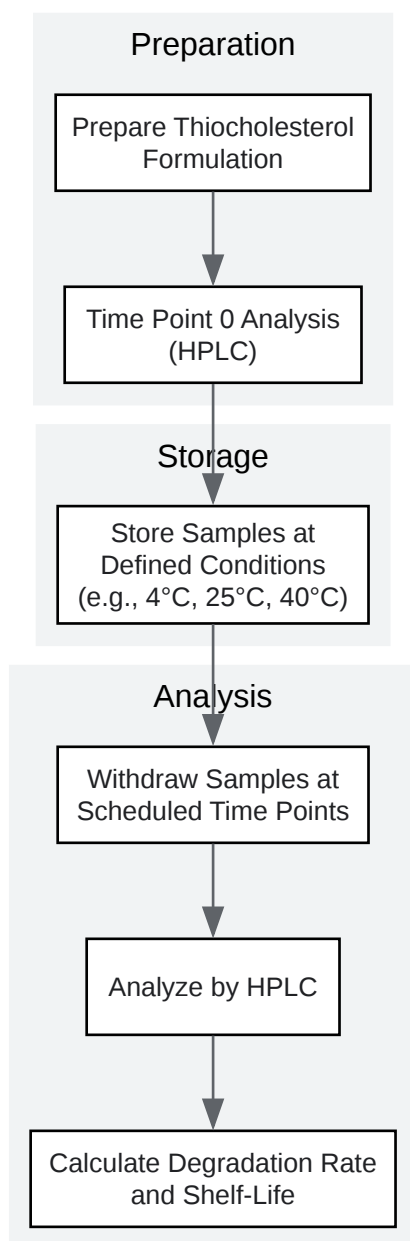 Preparation
Prepare Thiocholesterol
Formulation
Time Point 0 Analysis
(HPLC)
Storage
Store Samples at
Defined Conditions
(e.g., 4°C, 25°C, 40°C)
Analysis
Withdraw Samples at
Scheduled Time Points
Analyze by HPLC
Calculate Degradation Rate
and Shelf-Life